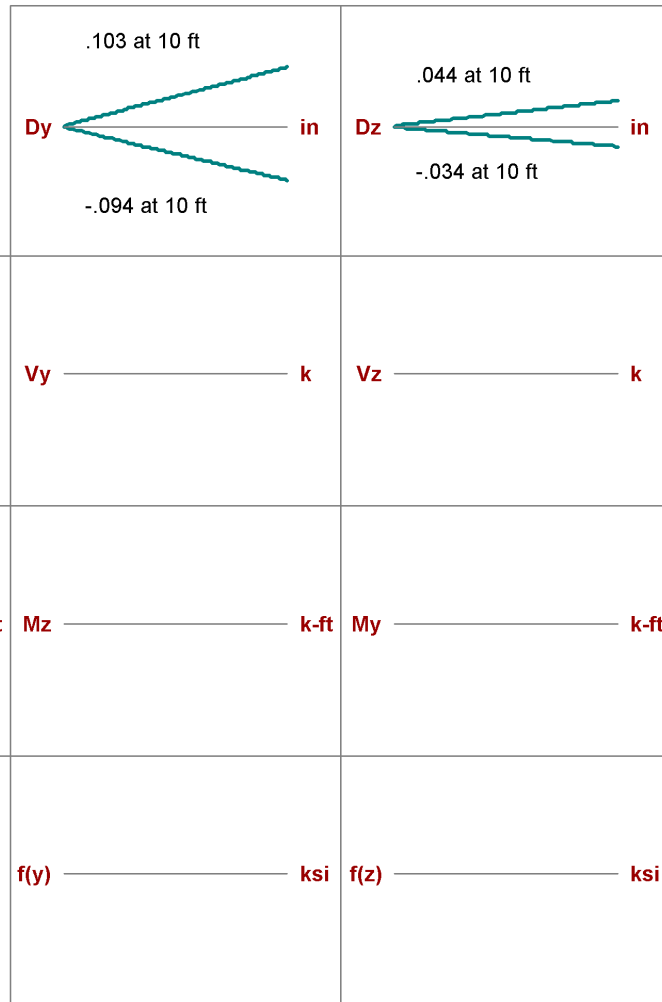 .103 at 10 ft
.044 at 10 ft
Dy in Dz in
-.034 at 10 ft
-.094 at 10 ft
Vy k Vz k
Mz k-ft My k-ft
f(y) ksi f(z) ksi